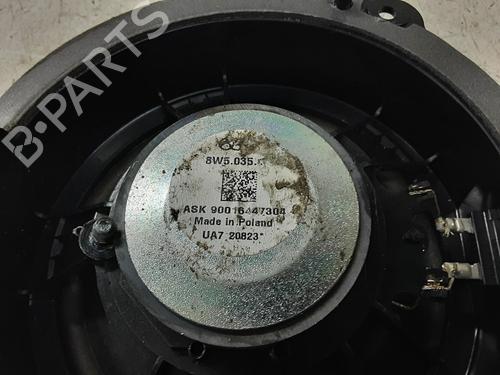 B-PARTS
8W5.035.
ASK 90016447304
Made in Poland
UA7 20823